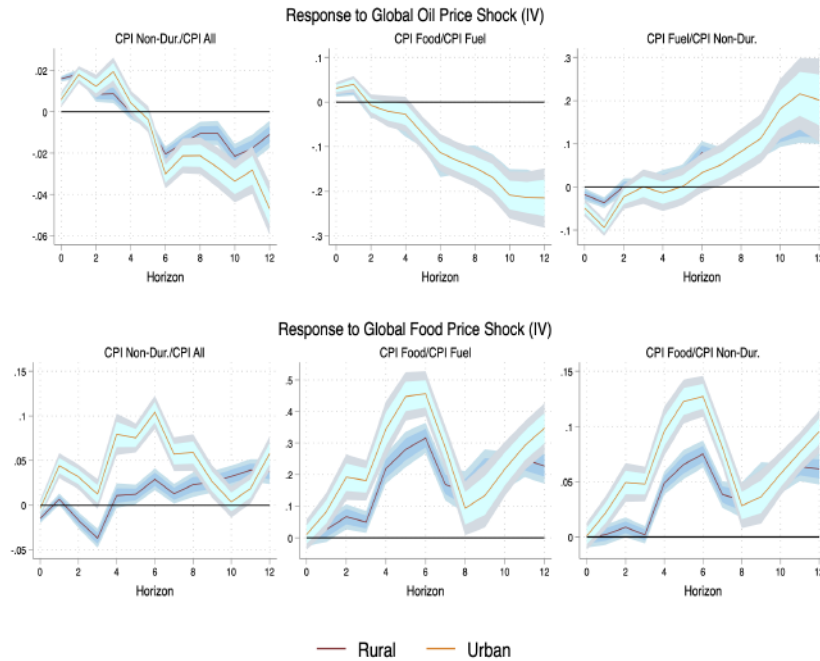 Response to Global Oil Price Shock (IV)
CPI Non-Dur./CPI All
CPI Food/CPI Fuel
CPI Fuel/CPI Non-Dur.
.02
0
-.02
-.04
-.06
0 2 4 6 8 10 12
Horizon
.1
0
-.1
-.2
-.3
0 2 4 6 8 10 12
Horizon
.3
.2
.1
0
-.1
0 2 4 6 8 10 12
Horizon
Response to Global Food Price Shock (IV)
CPI Non-Dur./CPI All
CPI Food/CPI Fuel
CPI Food/CPI Non-Dur.
.15
.1
.05
0
-.05
0 2 4 6 8 10 12
Horizon
.5
.4
.3
.2
.1
0
0 2 4 6 8 10 12
Horizon
.15
.1
.05
0
0 2 4 6 8 10 12
Horizon
Rural
Urban